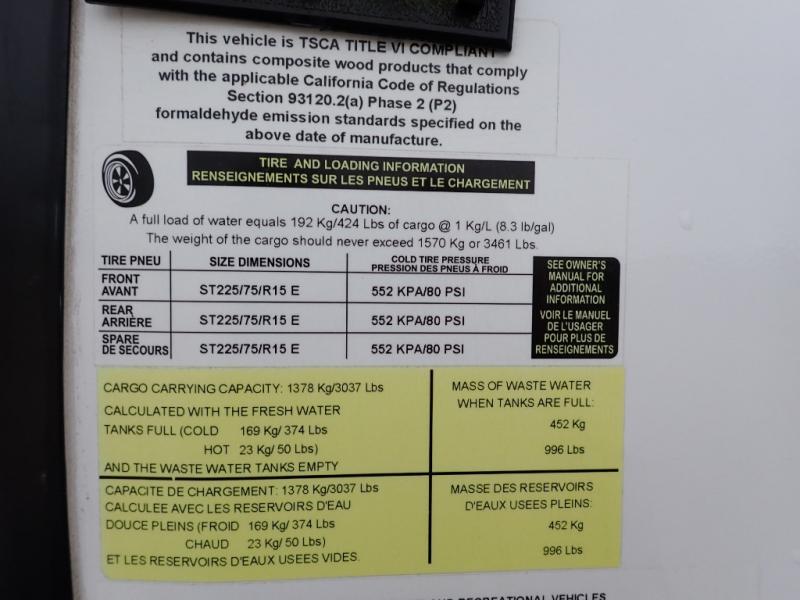 This vehicle is TSCA TITLE VI COMPLIANT
and contains composite wood products that comply
with the applicable California Code of Regulations
Section 93120.2(a) Phase 2 (P2)
formaldehyde emission standards specified on the
above date of manufacture.
TIRE AND LOADING INFORMATION
RENSEIGNEMENTS SUR LES PNEUS ET LE CHARGEMENT
CAUTION:
A full load of water equals 192 Kg/424 Lbs of cargo @ 1 Kg/L (8.3 lb/gal)
The weight of the cargo should never exceed 1570 Kg or 3461 Lbs.
TIRE PNEU SIZE DIMENSIONS COLD TIRE PRESSURE
PRESSION DES PNEUS À FROID
FRONT
AVANT ST225/75/R15 E 552 KPA/80 PSI
REAR
ARRIÈRE ST225/75/R15 E 552 KPA/80 PSI
SPARE
DE SECOURS ST225/75/R15 E 552 KPA/80 PSI
SEE OWNER'S
MANUAL FOR
ADDITIONAL
INFORMATION
VOIR LE MANUEL
DE L'USAGER
POUR PLUS DE
RENSEIGNEMENTS
CARGO CARRYING CAPACITY: 1378 Kg/3037 Lbs
CALCULATED WITH THE FRESH WATER
TANKS FULL (COLD 169 Kg/ 374 Lbs
HOT 23 Kg/ 50 Lbs)
AND THE WASTE WATER TANKS EMPTY
MASS OF WASTE WATER
WHEN TANKS ARE FULL:
452 Kg
996 Lbs
CAPACITE DE CHARGEMENT: 1378 Kg/3037 Lbs
CALCULEE AVEC LES RESERVOIRS D'EAU
DOUCE PLEINS (FROID 169 Kg/ 374 Lbs
CHAUD 23 Kg/ 50 Lbs)
ET LES RESERVOIRS D'EAUX USEES VIDES.
MASSE DES RESERVOIRS
D'EAUX USEES PLEINS:
452 Kg
996 Lbs
AND RECREATIONAL VEHICLES